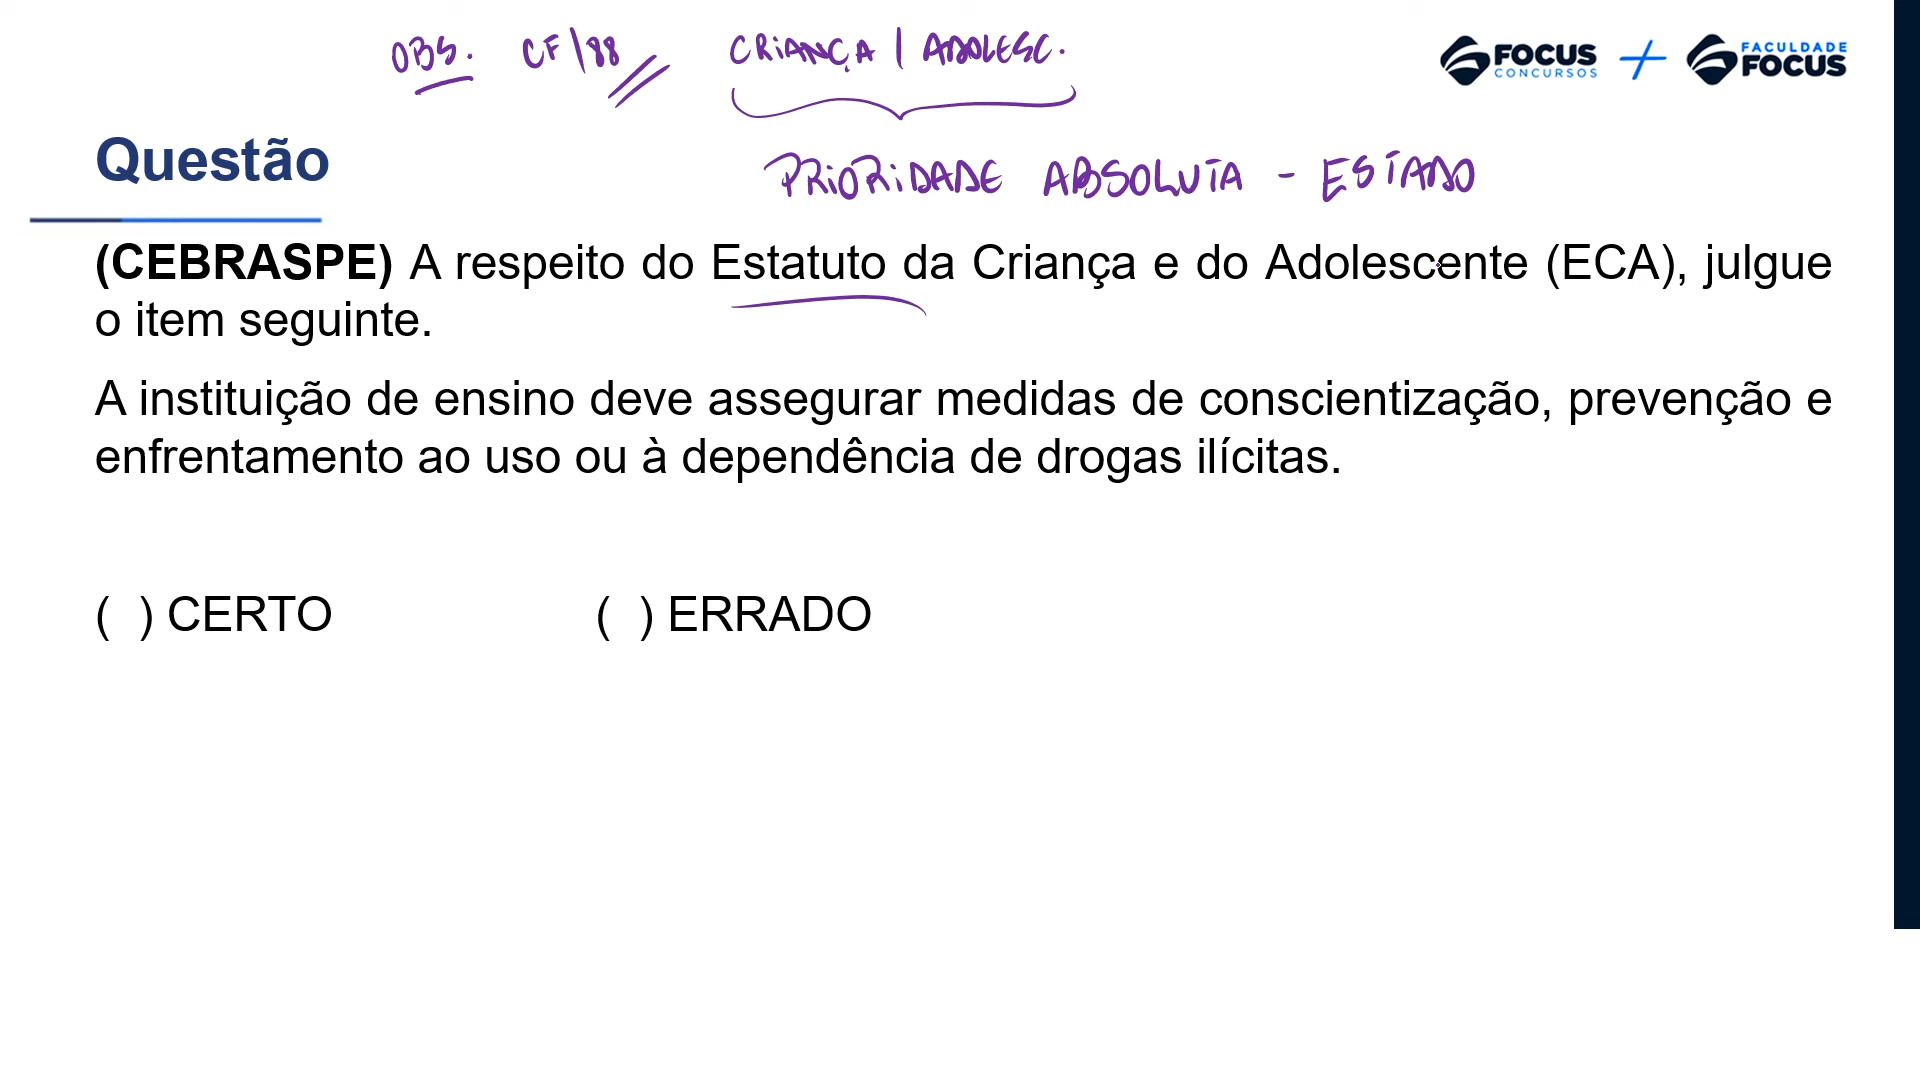 OBS. CF/88 CRIANÇA | ADOLESC.
FOCUS CONCURSOS + FACULDADE FOCUS
Questão
PRIORIDADE ABSOLUTA - ESTADO
(CEBRASPE) A respeito do Estatuto da Criança e do Adolescente (ECA), julgue
o item seguinte.
A instituição de ensino deve assegurar medidas de conscientização, prevenção e
enfrentamento ao uso ou à dependência de drogas ilícitas.
( ) CERTO ( ) ERRADO